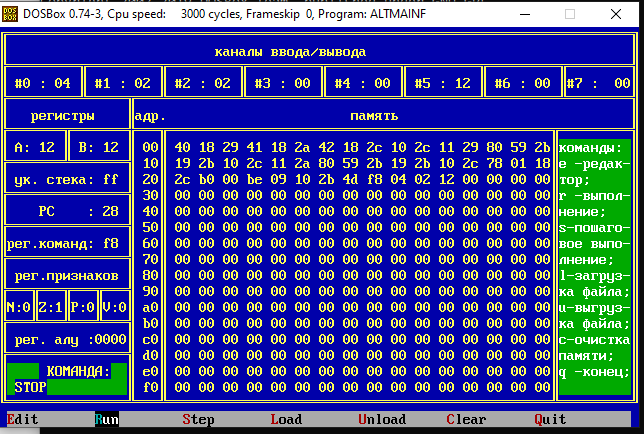 DOSBox 0.74-3, Cpu speed: 3000 cycles, Frameskip 0, Program: ALTMAINF
каналы ввода/вывода
#0 : 04 #1 : 02 #2 : 02 #3 : 00 #4 : 00 #5 : 12 #6 : 00 #7 : 00
регистры адр. память
A: 12 B: 12 00 40 18 29 41 18 2a 42 18 2c 10 2c 11 29 80 59 2b команды:
10 19 2b 10 2c 11 2a 80 59 2b 19 2b 10 2c 78 01 18 e -редак-
ук. стека: ff 20 2c b0 00 be 09 10 2b 4d f8 04 02 12 00 00 00 00 тор;
30 00 00 00 00 00 00 00 00 00 00 00 00 00 00 00 00 r -выпол-
PC : 28 40 00 00 00 00 00 00 00 00 00 00 00 00 00 00 00 00 нение;
50 00 00 00 00 00 00 00 00 00 00 00 00 00 00 00 00 s-пошаго-
рег.команд: f8 60 00 00 00 00 00 00 00 00 00 00 00 00 00 00 00 00 вое выпо-
70 00 00 00 00 00 00 00 00 00 00 00 00 00 00 00 00 лнение;
рег.признаков 80 00 00 00 00 00 00 00 00 00 00 00 00 00 00 00 00 l-загруз-
90 00 00 00 00 00 00 00 00 00 00 00 00 00 00 00 00 ка файла;
N:0 Z:1 P:0 V:0 a0 00 00 00 00 00 00 00 00 00 00 00 00 00 00 00 00 u-выгруз-
b0 00 00 00 00 00 00 00 00 00 00 00 00 00 00 00 00 ка файла;
рег. алу :0000 c0 00 00 00 00 00 00 00 00 00 00 00 00 00 00 00 00 c-очистка
d0 00 00 00 00 00 00 00 00 00 00 00 00 00 00 00 00 памяти;
КОМАНДА: e0 00 00 00 00 00 00 00 00 00 00 00 00 00 00 00 00 q -конец;
STOP f0 00 00 00 00 00 00 00 00 00 00 00 00 00 00 00 00
Edit Run Step Load Unload Clear Quit